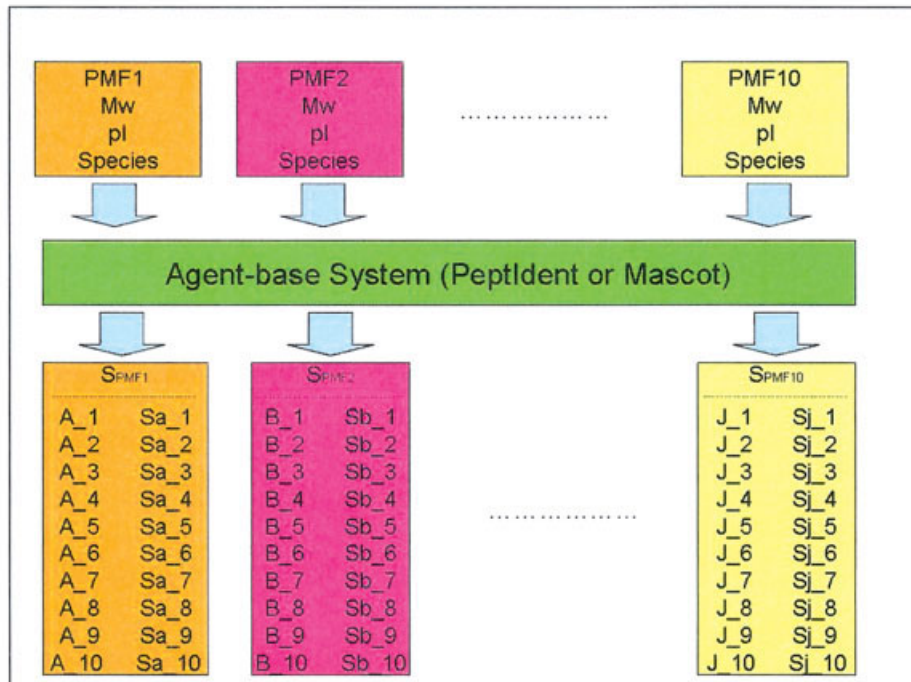 PMF1
Mw
pI
Species
PMF2
Mw
pI
Species
………………
PMF10
Mw
pI
Species
Agent-base System (PeptIdent or Mascot)
SPMF1
A_1 Sa_1
A_2 Sa_2
A_3 Sa_3
A_4 Sa_4
A_5 Sa_5
A_6 Sa_6
A_7 Sa_7
A_8 Sa_8
A_9 Sa_9
A_10 Sa_10
SPMF2
B_1 Sb_1
B_2 Sb_2
B_3 Sb_3
B_4 Sb_4
B_5 Sb_5
B_6 Sb_6
B_7 Sb_7
B_8 Sb_8
B_9 Sb_9
B_10 Sb_10
………………
SPMF10
J_1 Sj_1
J_2 Sj_2
J_3 Sj_3
J_4 Sj_4
J_5 Sj_5
J_6 Sj_6
J_7 Sj_7
J_8 Sj_8
J_9 Sj_9
J_10 Sj_10